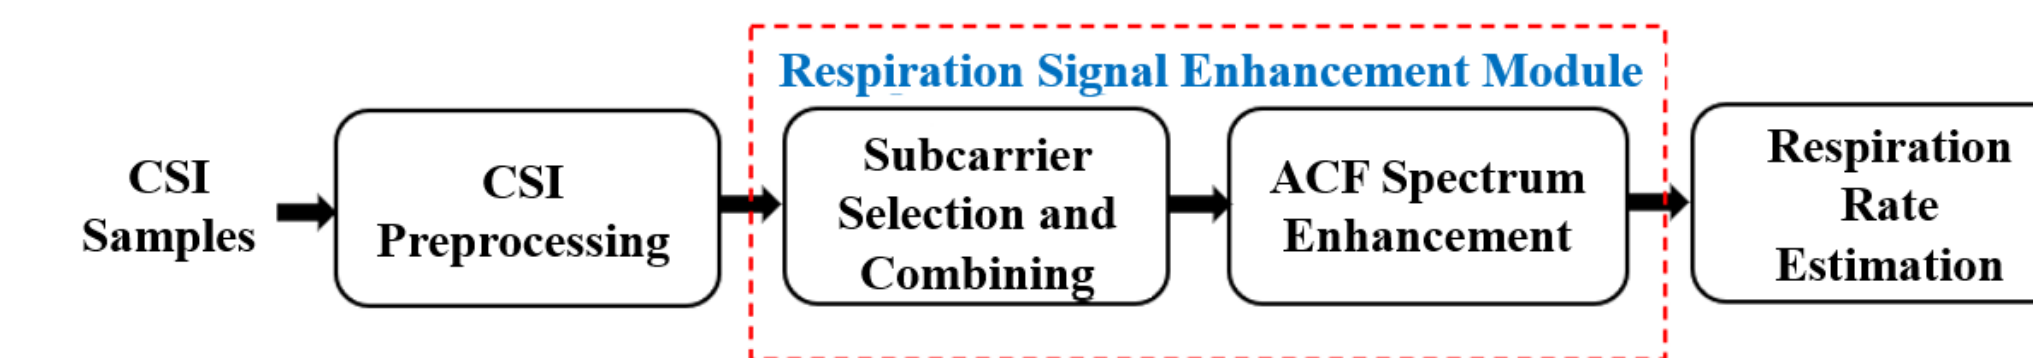 Respiration Signal Enhancement Module
CSI
Samples
CSI
Preprocessing
Subcarrier
Selection and
Combining
ACF Spectrum
Enhancement
Respiration
Rate
Estimation